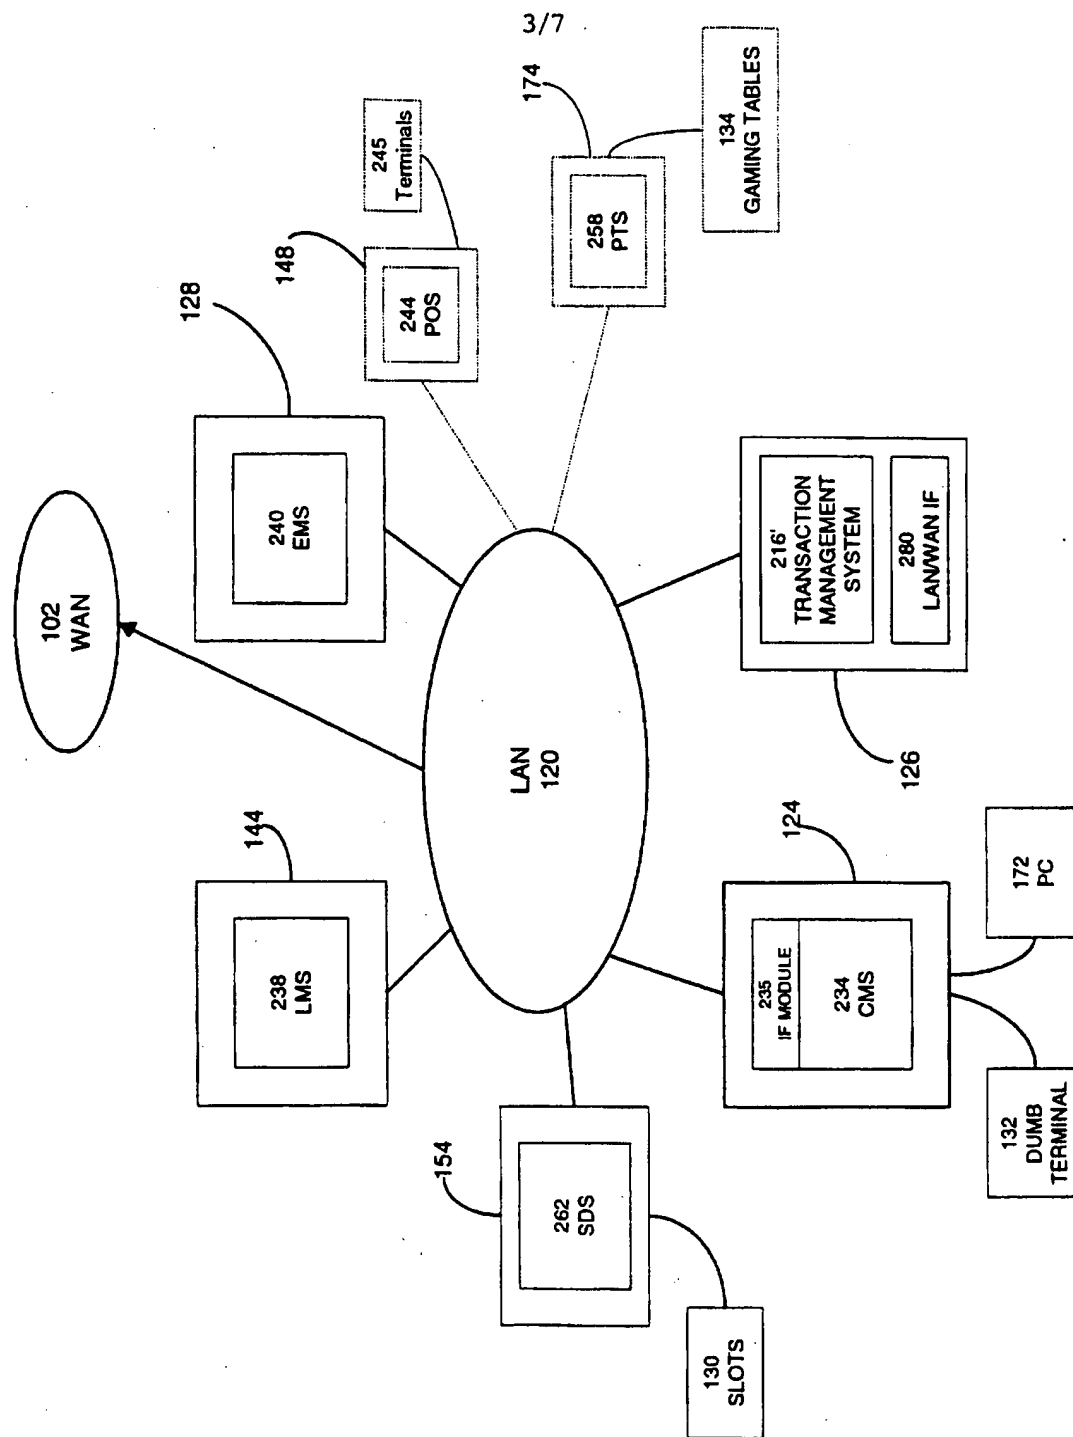 3/7
102
WAN
144
238
LMS
128
240
EMS
148
244
POS
245
Terminals
174
258
PTS
134
GAMING TABLES
LAN
120
154
262
SDS
130
SLOTS
124
235
IF MODULE
234
CMS
132
DUMB
TERMINAL
172
PC
126
216'
TRANSACTION
MANAGEMENT
SYSTEM
280
LAN/WAN IF